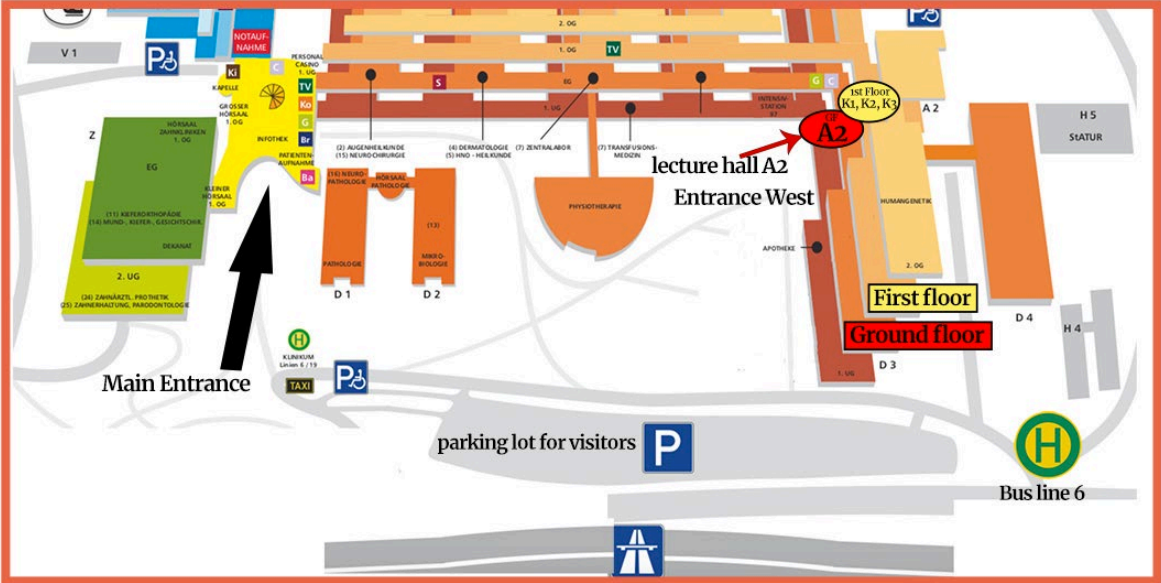 NOTAUF-
NAHME
V 1
P
2. OG
1. OG
TV
PERSONAL
CASINO
1. UG
Ki
C
KAPELLE
TV
Ko
G
Br
GROSSER
HÖRSAAL
1. OG
INFOTHEK
PATIENTEN-
AUFNAHME
Ba
KLEINER
HÖRSAAL
1. OG
S
EG
G
C
1. UG
INTENSIV-
STATION
1st Floor
K1, K2, K3
A 2
GF
A2
H 5
StATUR
Z
HÖRSAAL
ZAHNKLINIKEN
1. OG
EG
(11) KIEFERORTHOPÄDIE
(14) MUND-, KIEFER-, GESICHTSCHIR.
DEKANAT
2. UG
(24) ZAHNÄRZTL. PROTHETIK
(25) ZAHNERHALTUNG, PARODONTOLOGIE
(2) AUGENHEILKUNDE
(15) NEUROCHIRURGIE
(4) DERMATOLOGIE
(5) HNO - HEILKUNDE
(7) ZENTRALABOR
(7) TRANSFUSIONS-
MEDIZIN
lecture hall A2
Entrance West
(16) NEURO-
PATHOLOGIE
HÖRSAAL
PATHOLOGIE
PATHOLOGIE
D 1
(13)
MIKRO-
BIOLOGIE
D 2
PHYSIOTHERAPIE
APOTHEKE
HUMANGENETIK
2. OG
First floor
Ground floor
1. UG
D 3
D 4
H 4
Main Entrance
H
KLINIKUM
Linien 6 / 19
TAXI
P
parking lot for visitors
P
H
Bus line 6